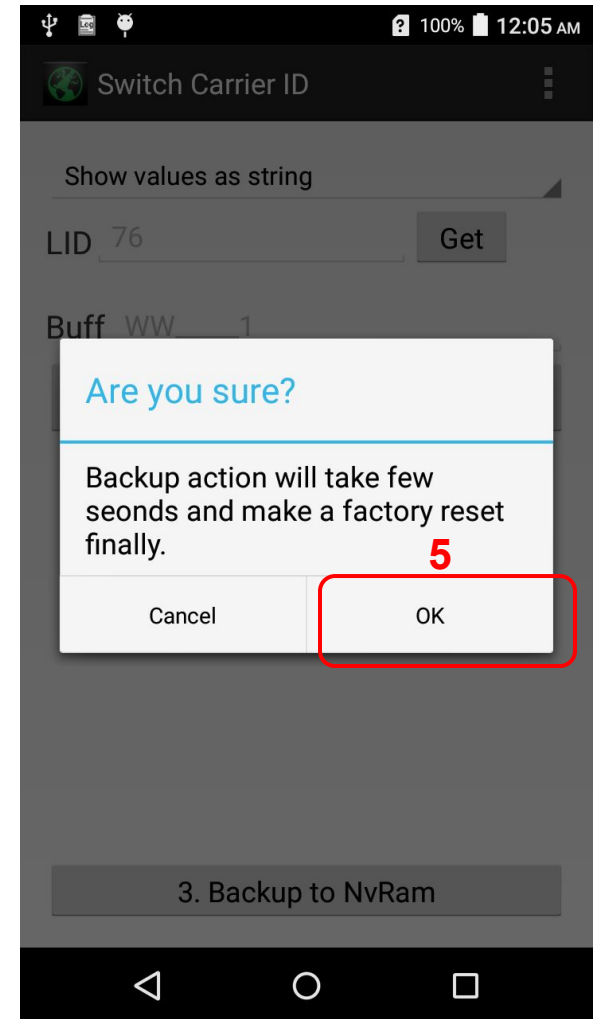 100% 12:05 AM
Switch Carrier ID
Show values as string
LID 76 Get
Buff WW____1
Are you sure?
Backup action will take few
seonds and make a factory reset
finally.
5
Cancel OK
3. Backup to NvRam